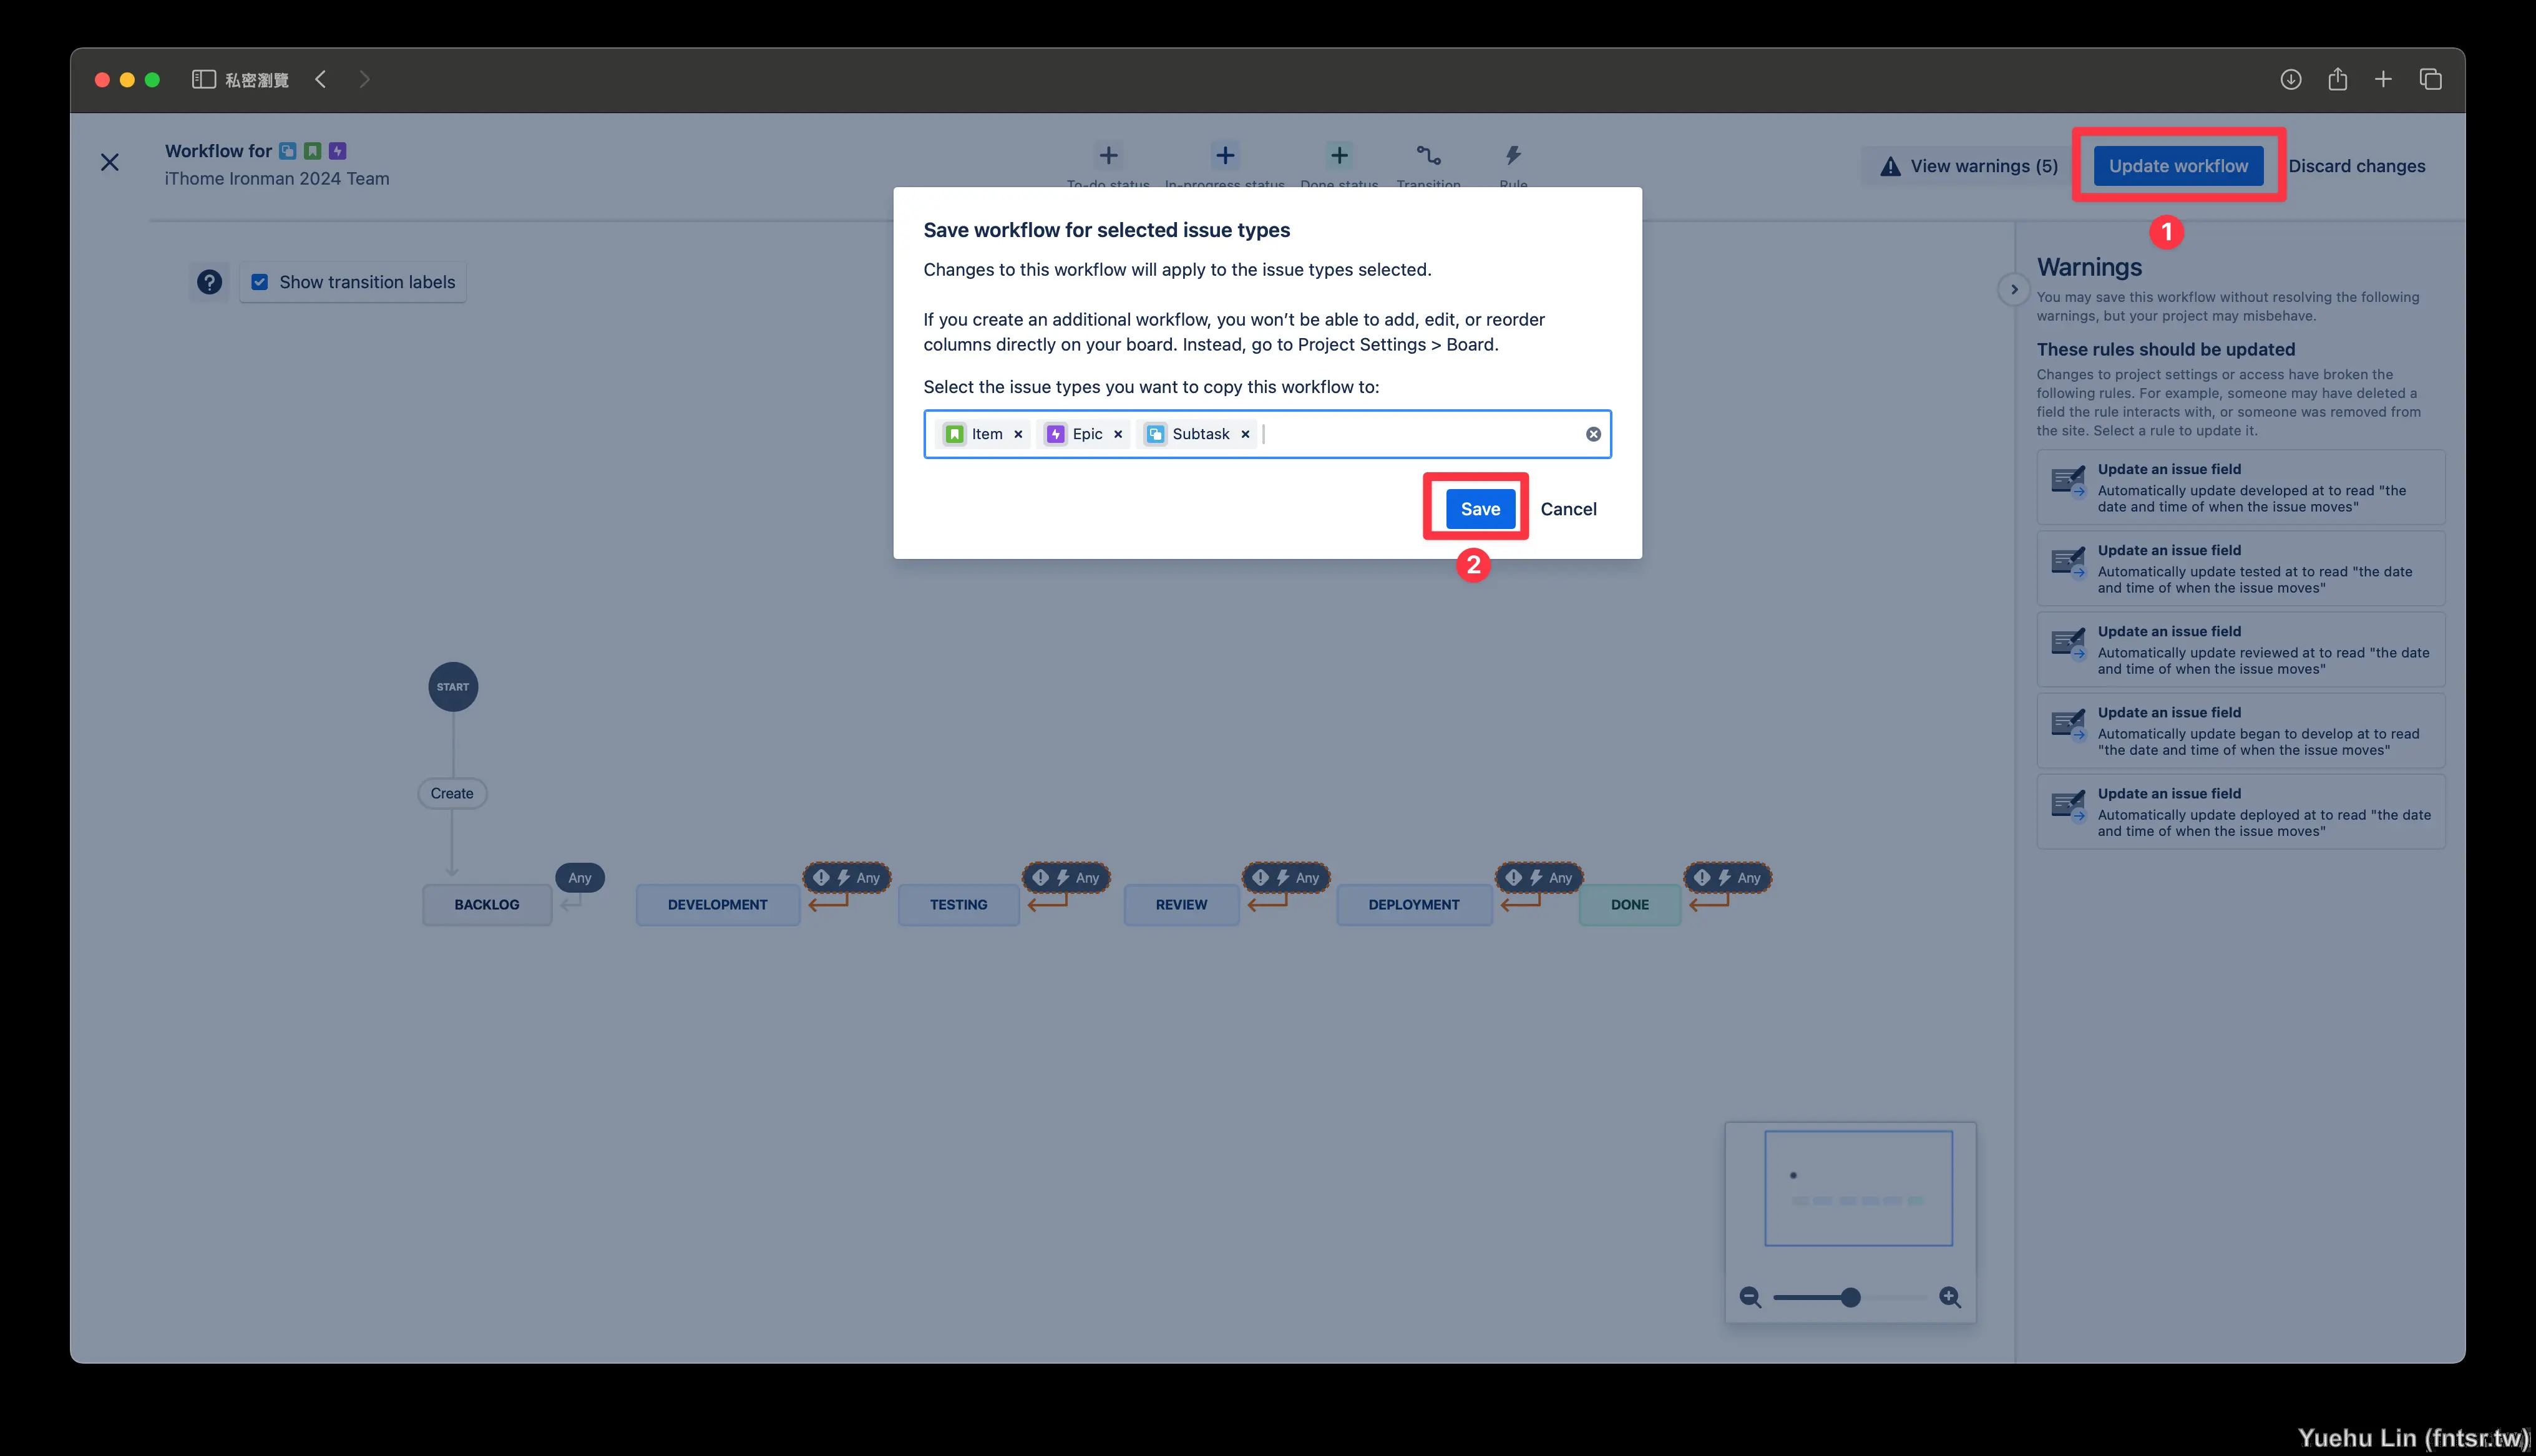 私密瀏覽
Workflow for
iThome Ironman 2024 Team
To-do status
In-progress status
Done status
Transition
Rule
View warnings (5)
Update workflow
Discard changes
1
Show transition labels
Save workflow for selected issue types
Changes to this workflow will apply to the issue types selected.
If you create an additional workflow, you won’t be able to add, edit, or reorder
columns directly on your board. Instead, go to Project Settings > Board.
Select the issue types you want to copy this workflow to:
Item
Epic
Subtask
Save
Cancel
2
START
Create
BACKLOG
Any
DEVELOPMENT
Any
TESTING
Any
REVIEW
Any
DEPLOYMENT
Any
DONE
Any
Warnings
You may save this workflow without resolving the following
warnings, but your project may misbehave.
These rules should be updated
Changes to project settings or access have broken the
following rules. For example, someone may have deleted a
field the rule interacts with, or someone was removed from
the site. Select a rule to update it.
Update an issue field
Automatically update developed at to read "the
date and time of when the issue moves"
Update an issue field
Automatically update tested at to read "the date
and time of when the issue moves"
Update an issue field
Automatically update reviewed at to read "the date
and time of when the issue moves"
Update an issue field
Automatically update began to develop at to read
"the date and time of when the issue moves"
Update an issue field
Automatically update deployed at to read "the date
and time of when the issue moves"
Yuehu Lin (fntsr.tw)